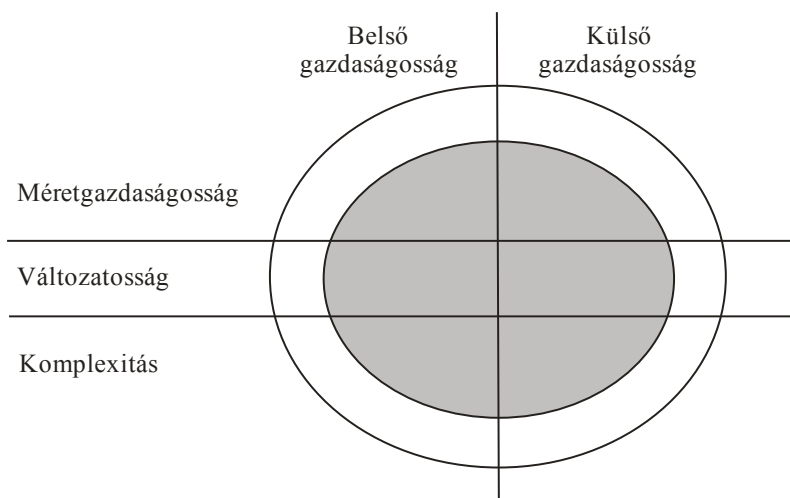 Belső
gazdaságosság
Külső
gazdaságosság
Méretgazdaságosság
Változatosság
Komplexitás